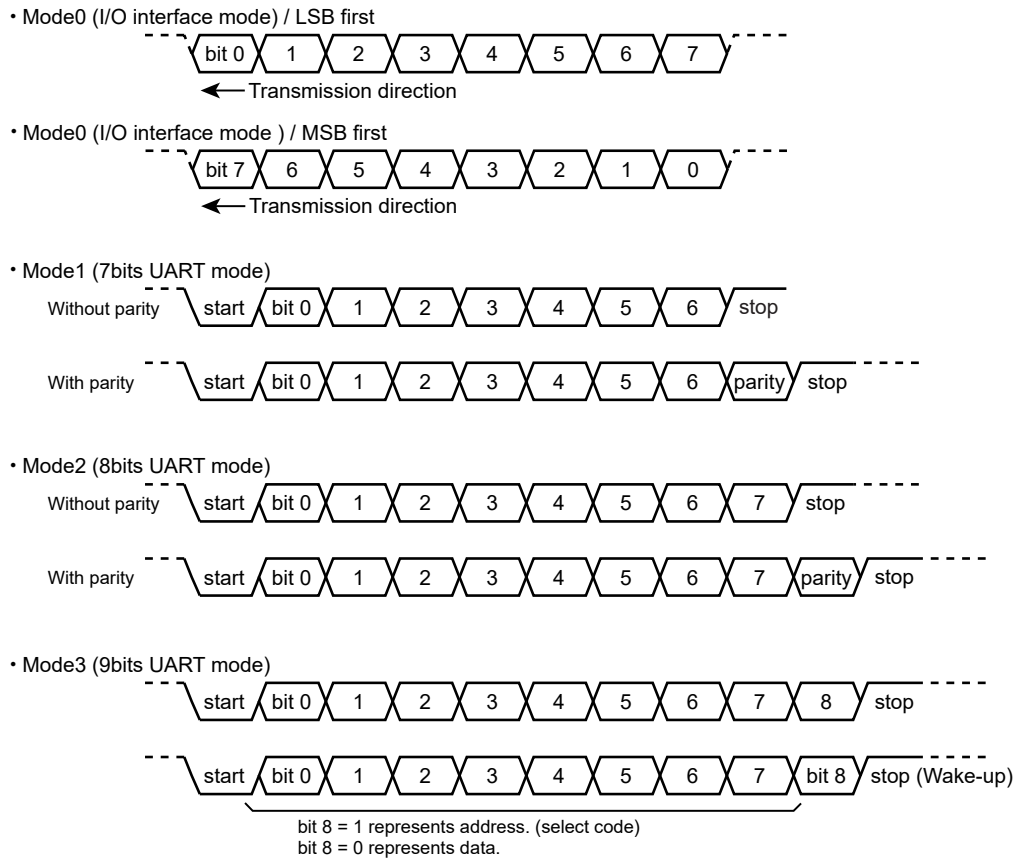 ・Mode0 (I/O interface mode) / LSB first
bit 0 1 2 3 4 5 6 7
Transmission direction
・Mode0 (I/O interface mode ) / MSB first
bit 7 6 5 4 3 2 1 0
Transmission direction
・Mode1 (7bits UART mode)
Without parity start bit 0 1 2 3 4 5 6 stop
With parity start bit 0 1 2 3 4 5 6 parity stop
・Mode2 (8bits UART mode)
Without parity start bit 0 1 2 3 4 5 6 7 stop
With parity start bit 0 1 2 3 4 5 6 7 parity stop
・Mode3 (9bits UART mode)
start bit 0 1 2 3 4 5 6 7 8 stop
start bit 0 1 2 3 4 5 6 7 bit 8 stop (Wake-up)
bit 8 = 1 represents address. (select code)
bit 8 = 0 represents data.